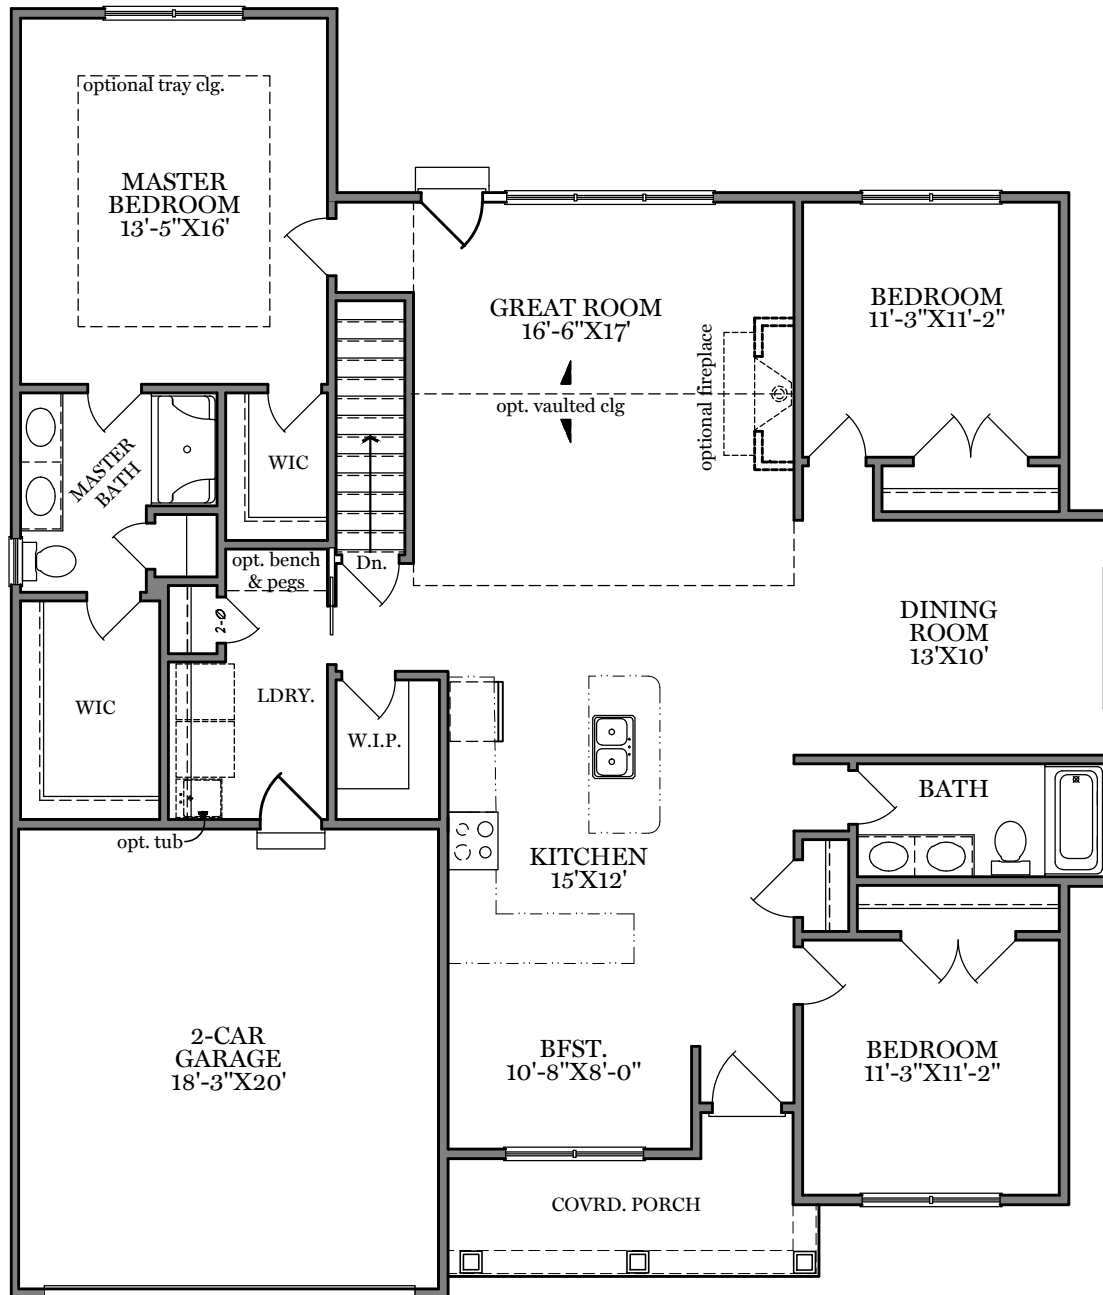 optional tray clg.
MASTER
BEDROOM
13'-5"X16'
GREAT ROOM
16'-6"X17'
BEDROOM
11'-3"X11'-2"
optional fireplace
opt. vaulted clg
MASTER
BATH
WIC
opt. bench
& pegs
Dn.
2-Ø
DINING
ROOM
13'X10'
WIC
LDRY.
W.I.P.
BATH
opt. tub
KITCHEN
15'X12'
2-CAR
GARAGE
18'-3"X20'
BFST.
10'-8"X8'-0"
BEDROOM
11'-3"X11'-2"
COVRD. PORCH